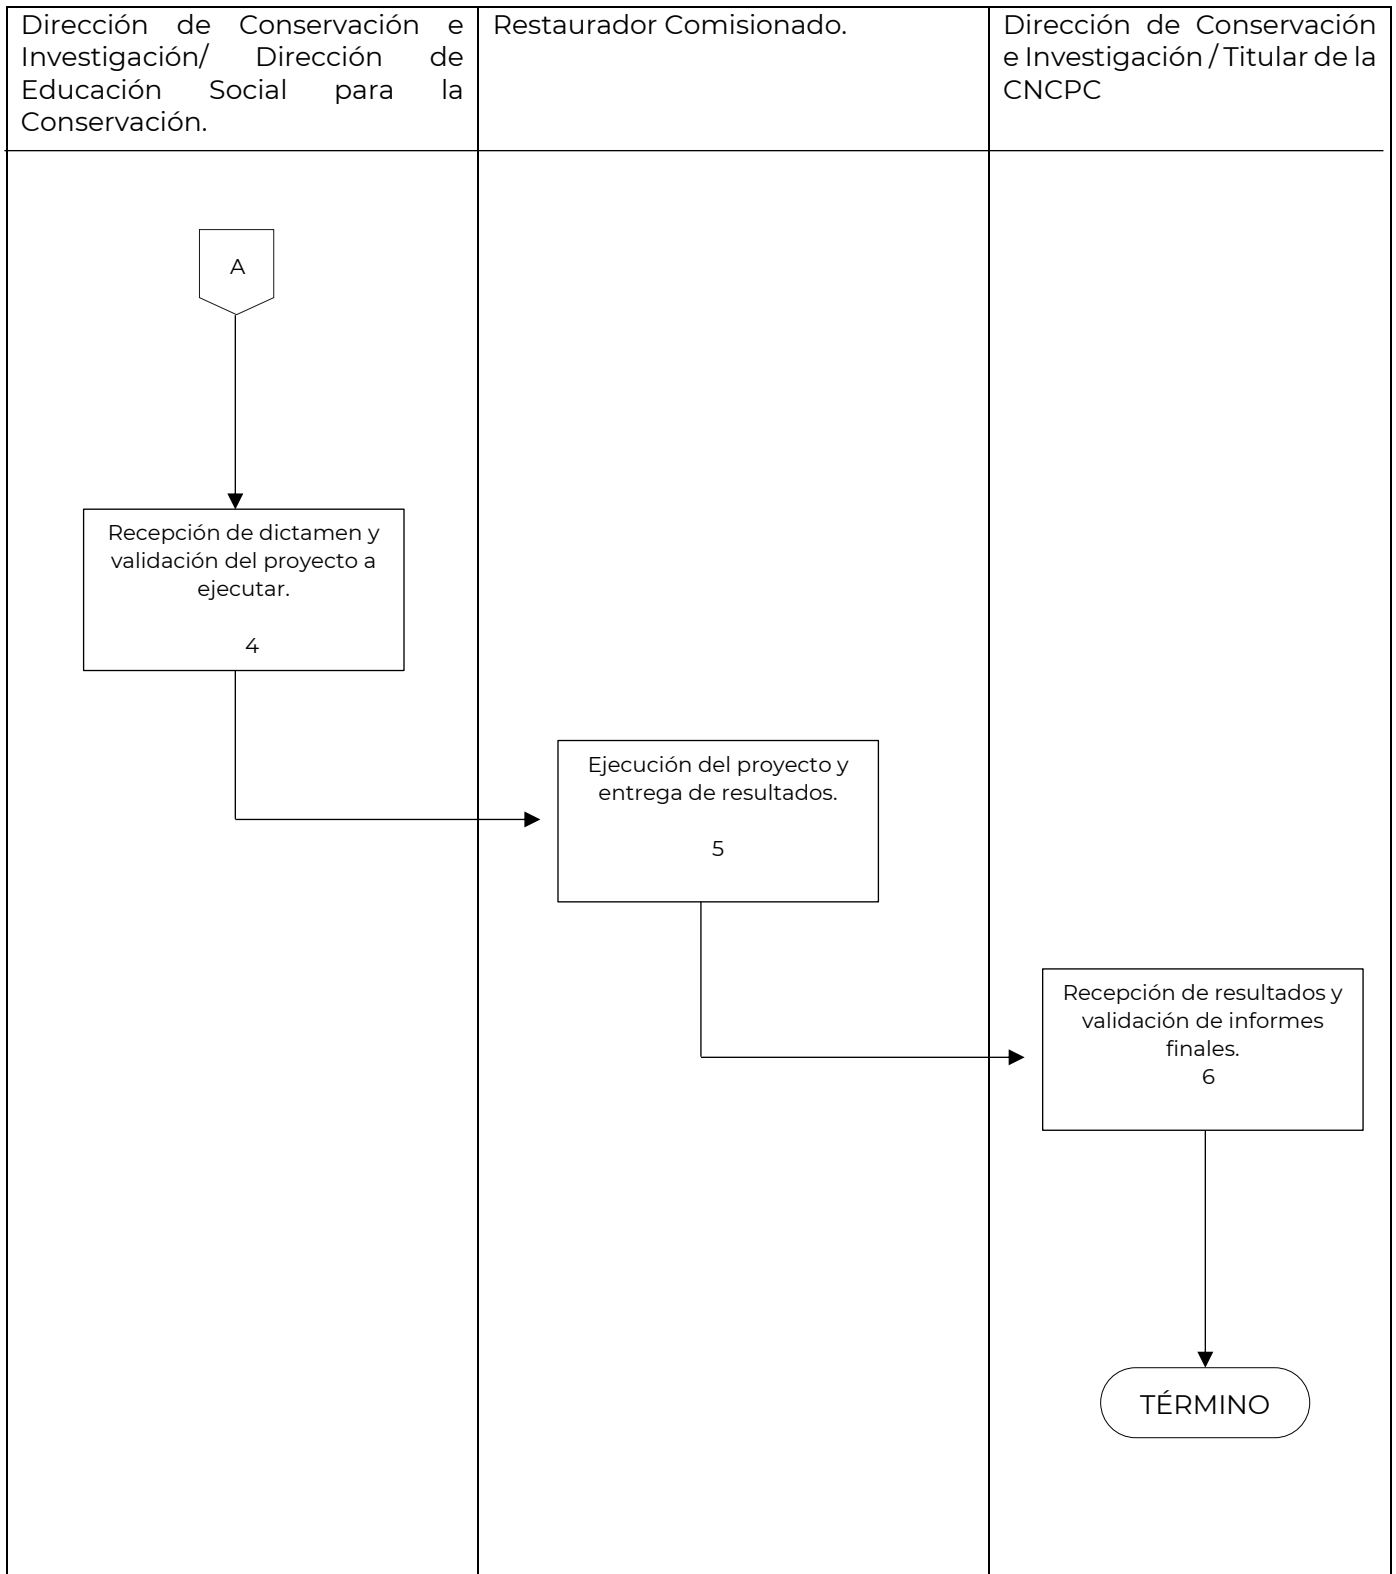 Dirección de Conservación e
Investigación/ Dirección de
Educación Social para la
Conservación.
Restaurador Comisionado.
Dirección de Conservación
e Investigación / Titular de la
CNCPC
A
Recepción de dictamen y
validación del proyecto a
ejecutar.
4
Ejecución del proyecto y
entrega de resultados.
5
Recepción de resultados y
validación de informes
finales.
6
TÉRMINO